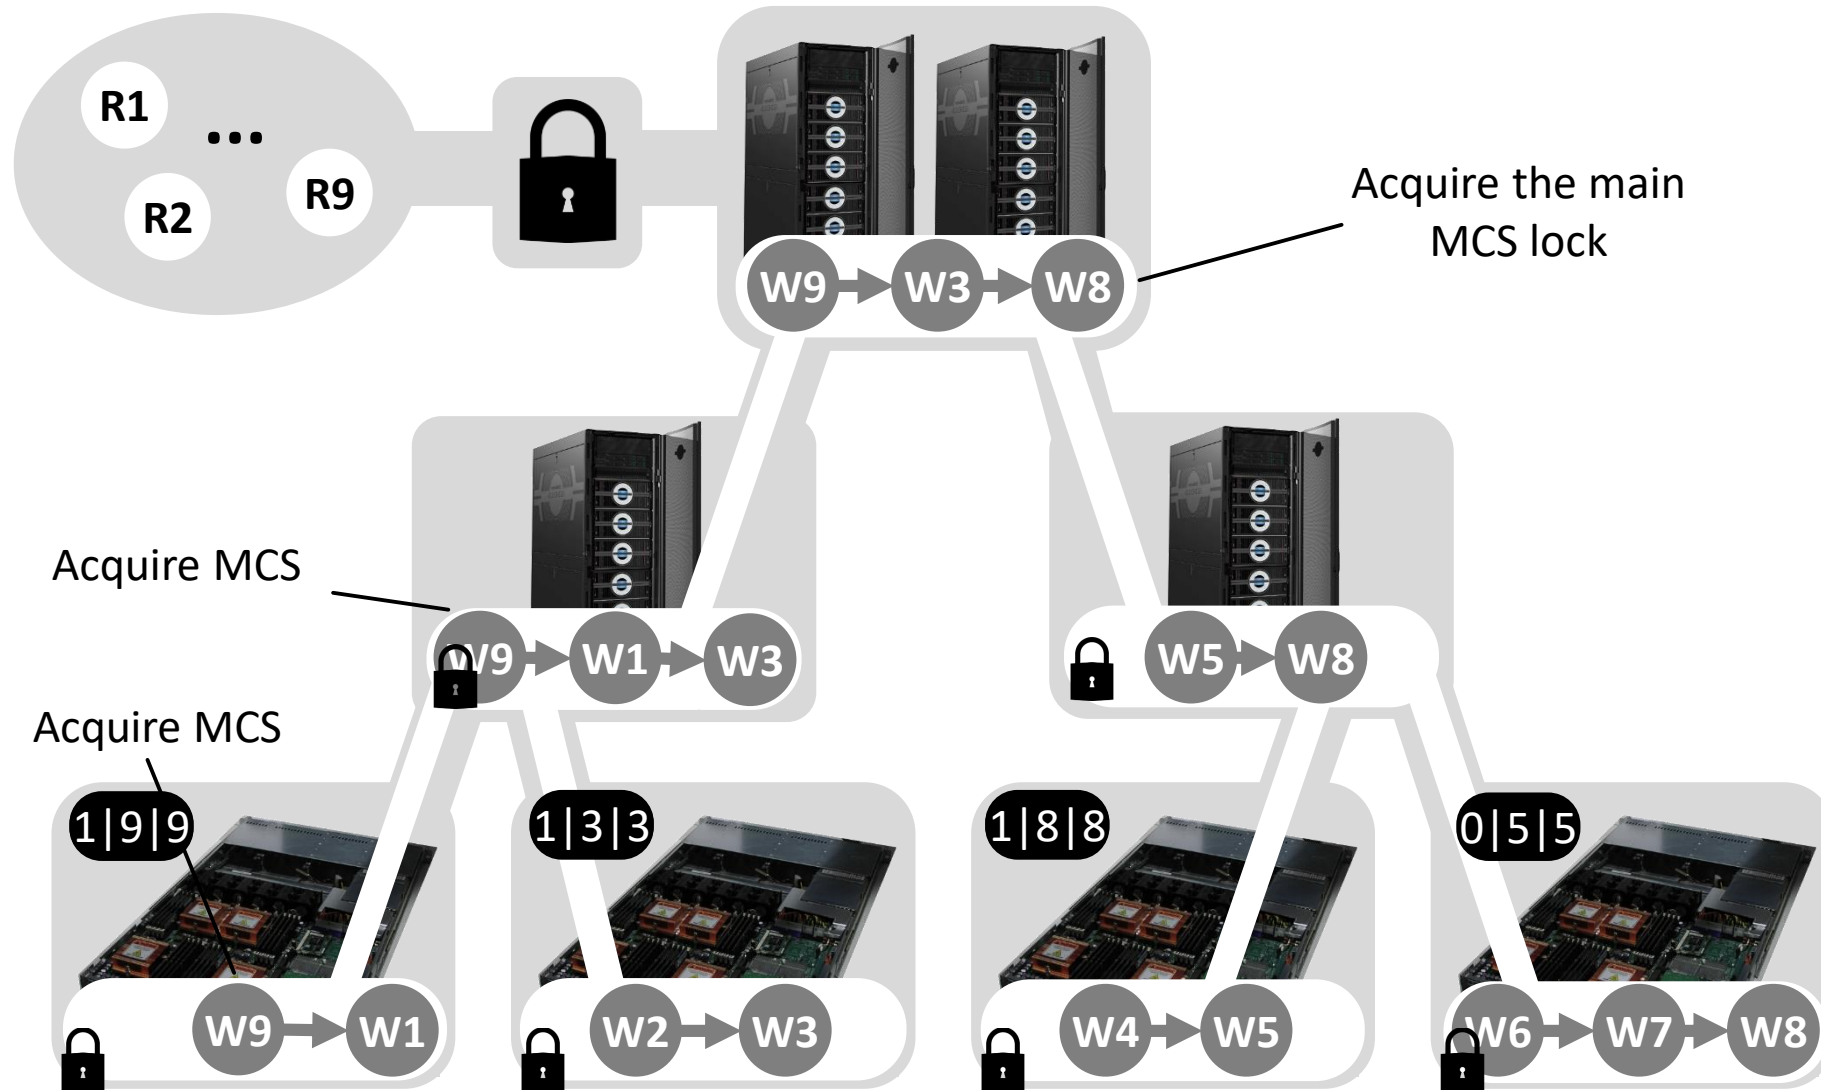 R1
...
R2
R9
Acquire the main
MCS lock
W9 W3 W8
Acquire MCS
W9 W1 W3
W5 W8
Acquire MCS
1|9|9
1|3|3
1|8|8
0|5|5
W9 W1
W2 W3
W4 W5
W6 W7 W8